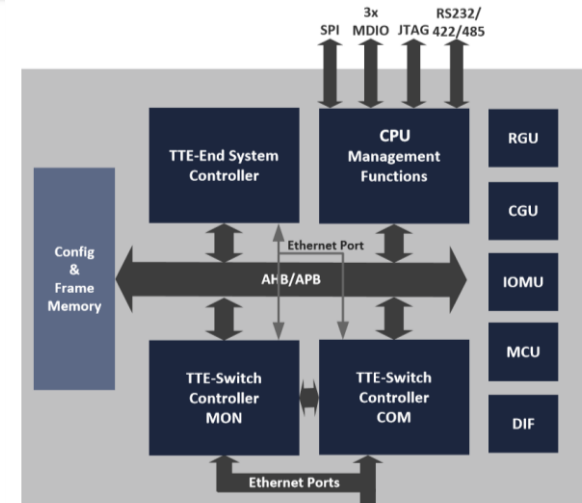 3x
RS232/
SPI
MDIO
JTAG
422/485
TTE-End System
Controller
CPU
Management
Functions
RGU
CGU
Config
&
Frame
Memory
Ethernet Port
AHB/APB
IOMU
MCU
TTE-Switch
Controller
MON
TTE-Switch
Controller
COM
DIF
Ethernet Ports